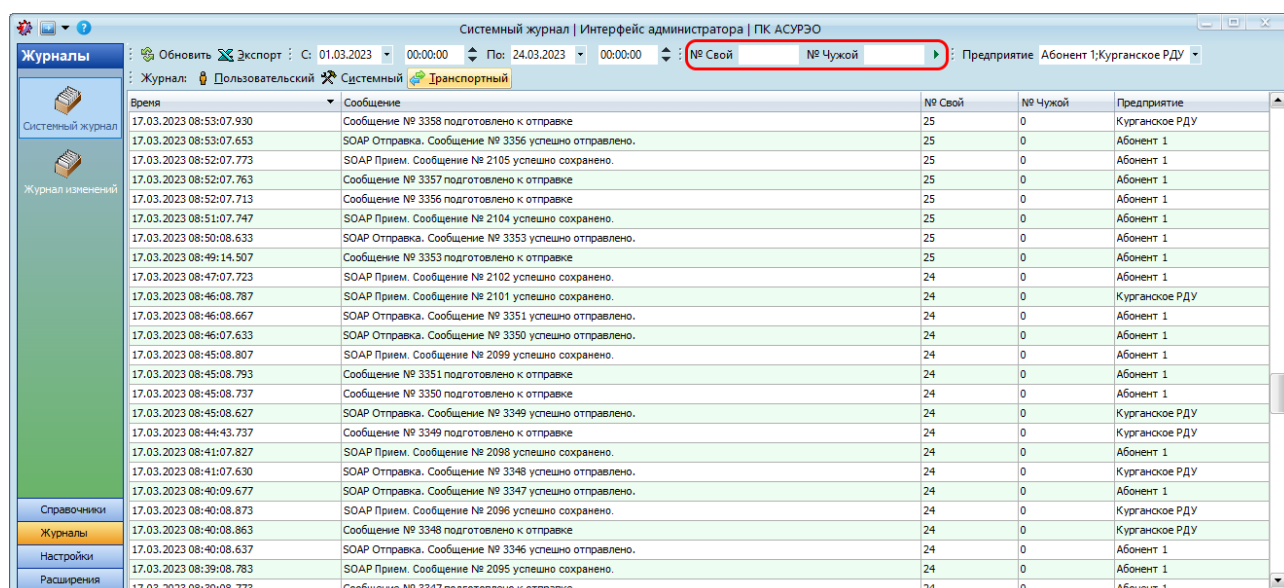 Системный журнал | Интерфейс администратора | ПК АСУРЭО
Журналы
Обновить Экспорт С: 01.03.2023 00:00:00 По: 24.03.2023 00:00:00 № Свой № Чужой Предприятие Абонент 1;Курганское РДУ
Журнал: Пользовательский Системный Транспортный
Системный журнал
Журнал изменений
Справочники
Журналы
Настройки
Расширения
Время Сообщение № Свой № Чужой Предприятие
17.03.2023 08:53:07.930 Сообщение № 3358 подготовлено к отправке 25 0 Курганское РДУ
17.03.2023 08:53:07.653 SOAP Отправка. Сообщение № 3356 успешно отправлено. 25 0 Абонент 1
17.03.2023 08:52:07.773 SOAP Прием. Сообщение № 2105 успешно сохранено. 25 0 Абонент 1
17.03.2023 08:52:07.763 Сообщение № 3357 подготовлено к отправке 25 0 Абонент 1
17.03.2023 08:52:07.713 Сообщение № 3356 подготовлено к отправке 25 0 Абонент 1
17.03.2023 08:51:07.747 SOAP Прием. Сообщение № 2104 успешно сохранено. 25 0 Абонент 1
17.03.2023 08:50:08.633 SOAP Отправка. Сообщение № 3353 успешно отправлено. 25 0 Абонент 1
17.03.2023 08:49:14.507 Сообщение № 3353 подготовлено к отправке 25 0 Абонент 1
17.03.2023 08:47:07.723 SOAP Прием. Сообщение № 2102 успешно сохранено. 24 0 Абонент 1
17.03.2023 08:46:08.787 SOAP Прием. Сообщение № 2101 успешно сохранено. 24 0 Курганское РДУ
17.03.2023 08:46:08.667 SOAP Отправка. Сообщение № 3351 успешно отправлено. 24 0 Абонент 1
17.03.2023 08:46:07.633 SOAP Отправка. Сообщение № 3350 успешно отправлено. 24 0 Абонент 1
17.03.2023 08:45:08.807 SOAP Прием. Сообщение № 2099 успешно сохранено. 24 0 Абонент 1
17.03.2023 08:45:08.793 Сообщение № 3351 подготовлено к отправке 24 0 Абонент 1
17.03.2023 08:45:08.737 Сообщение № 3350 подготовлено к отправке 24 0 Абонент 1
17.03.2023 08:45:08.627 SOAP Отправка. Сообщение № 3349 успешно отправлено. 24 0 Курганское РДУ
17.03.2023 08:44:43.737 Сообщение № 3349 подготовлено к отправке 24 0 Курганское РДУ
17.03.2023 08:41:07.827 SOAP Прием. Сообщение № 2098 успешно сохранено. 24 0 Абонент 1
17.03.2023 08:41:07.630 SOAP Отправка. Сообщение № 3348 успешно отправлено. 24 0 Курганское РДУ
17.03.2023 08:40:09.677 SOAP Отправка. Сообщение № 3347 успешно отправлено. 24 0 Абонент 1
17.03.2023 08:40:08.873 SOAP Прием. Сообщение № 2096 успешно сохранено. 24 0 Курганское РДУ
17.03.2023 08:40:08.863 Сообщение № 3348 подготовлено к отправке 24 0 Курганское РДУ
17.03.2023 08:40:08.637 SOAP Отправка. Сообщение № 3346 успешно отправлено. 24 0 Абонент 1
17.03.2023 08:39:08.783 SOAP Прием. Сообщение № 2095 успешно сохранено. 24 0 Абонент 1
17.03.2023 08:39:08.773 Сообщение № 3347 подготовлено к отправке 24 0 Абонент 1